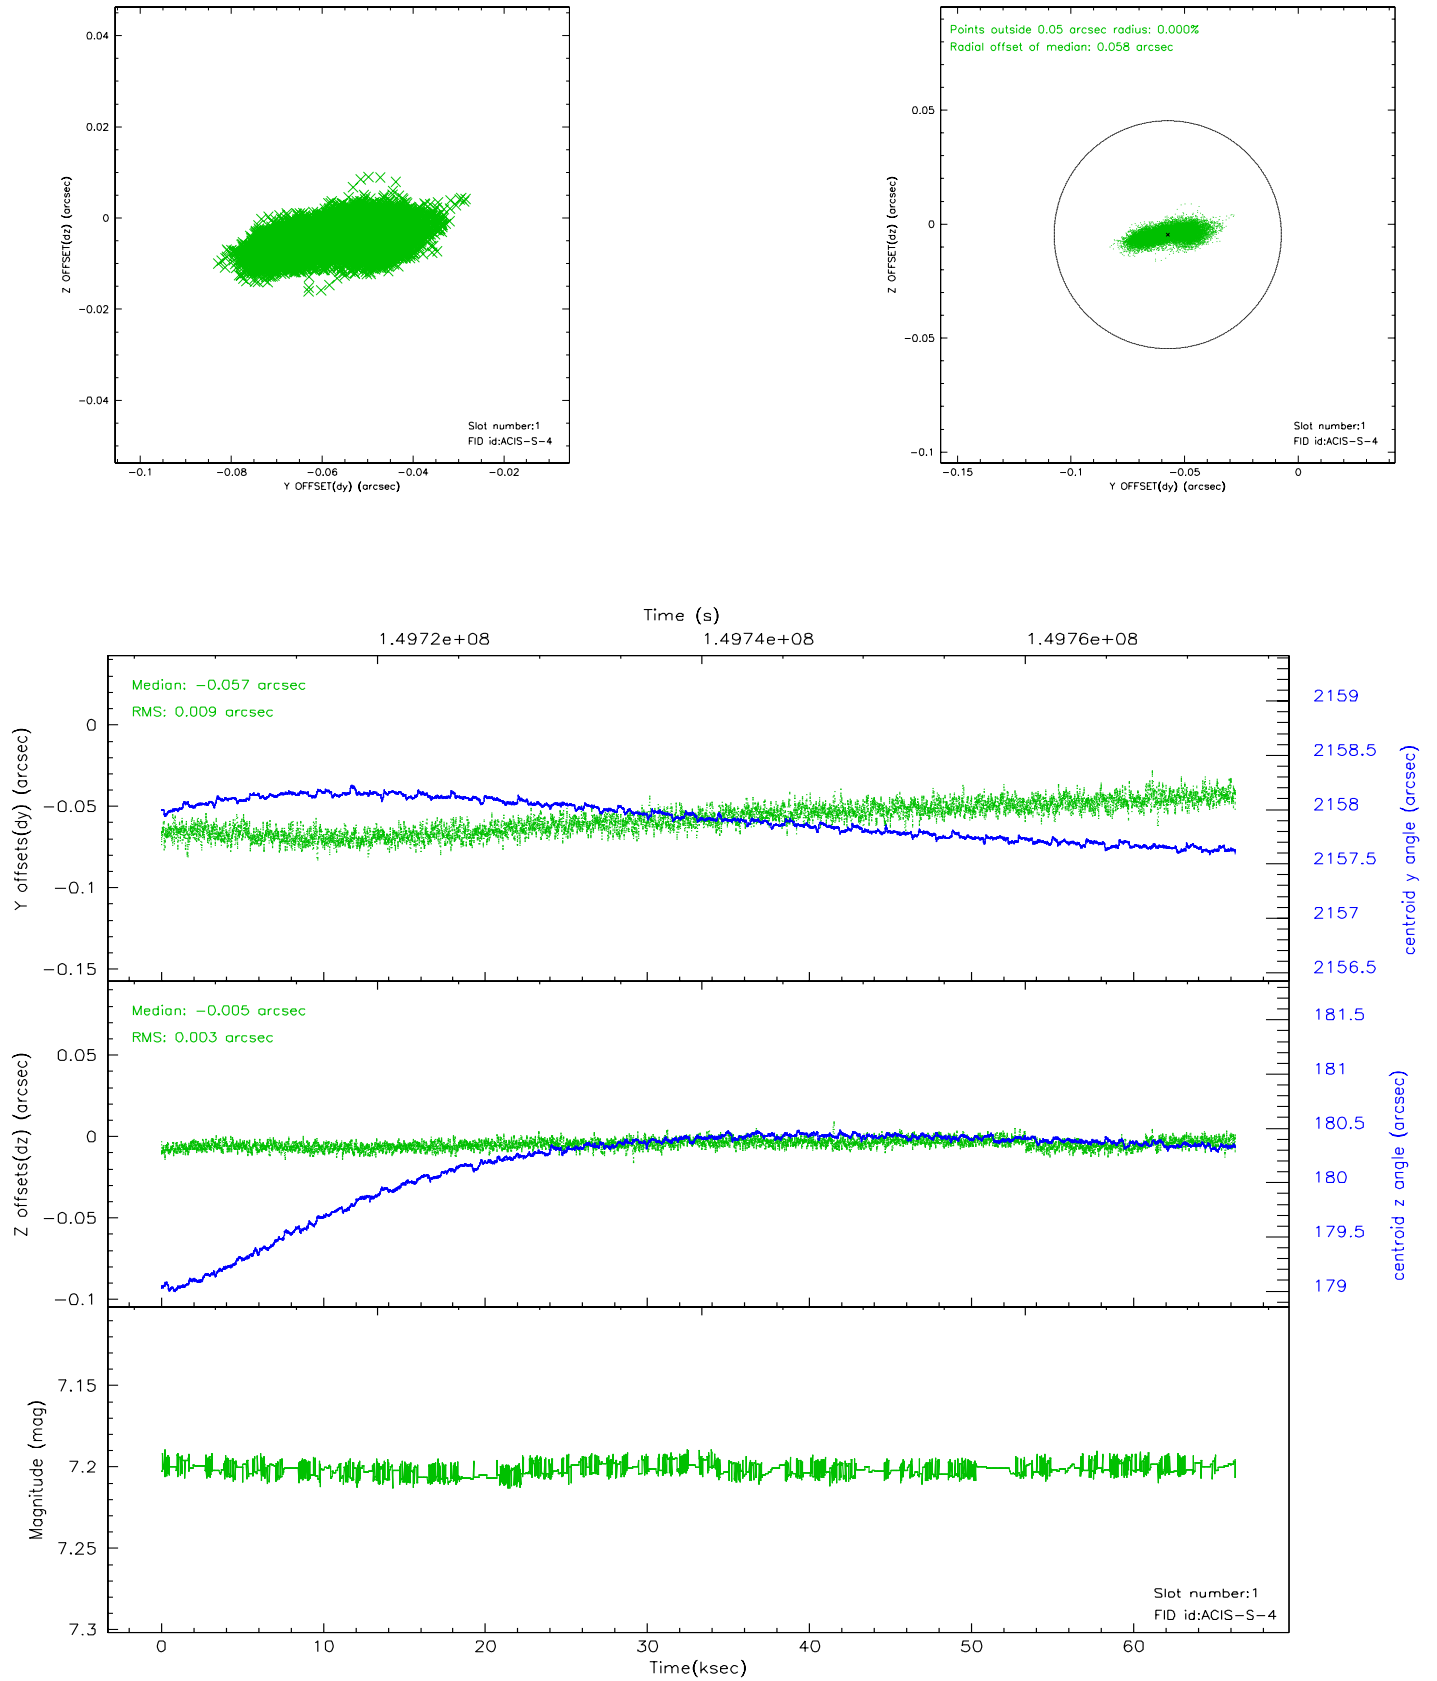 0.04
0.02
0
−0.02
−0.04
Z OFFSET(dz) (arcsec)
Slot number:1
FID id:ACIS−S−4
−0.1
−0.08
−0.06
−0.04
−0.02
Y OFFSET(dy) (arcsec)
Points outside 0.05 arcsec radius: 0.000%
Radial offset of median: 0.058 arcsec
0.05
0
−0.05
−0.1
Z OFFSET(dz) (arcsec)
Slot number:1
FID id:ACIS−S−4
−0.15
−0.1
−0.05
0
Y OFFSET(dy) (arcsec)
Time (s)
1.4972e+08
1.4974e+08
1.4976e+08
Median: −0.057 arcsec
RMS: 0.009 arcsec
0
−0.05
−0.1
−0.15
Y offsets(dy) (arcsec)
2159
2158.5
2158
2157.5
2157
2156.5
centroid y angle (arcsec)
Median: −0.005 arcsec
RMS: 0.003 arcsec
0.05
0
−0.05
−0.1
Z offsets(dz) (arcsec)
181.5
181
180.5
180
179.5
179
centroid z angle (arcsec)
7.15
7.2
7.25
7.3
Magnitude (mag)
Slot number:1
FID id:ACIS−S−4
0
10
20
30
40
50
60
Time(ksec)